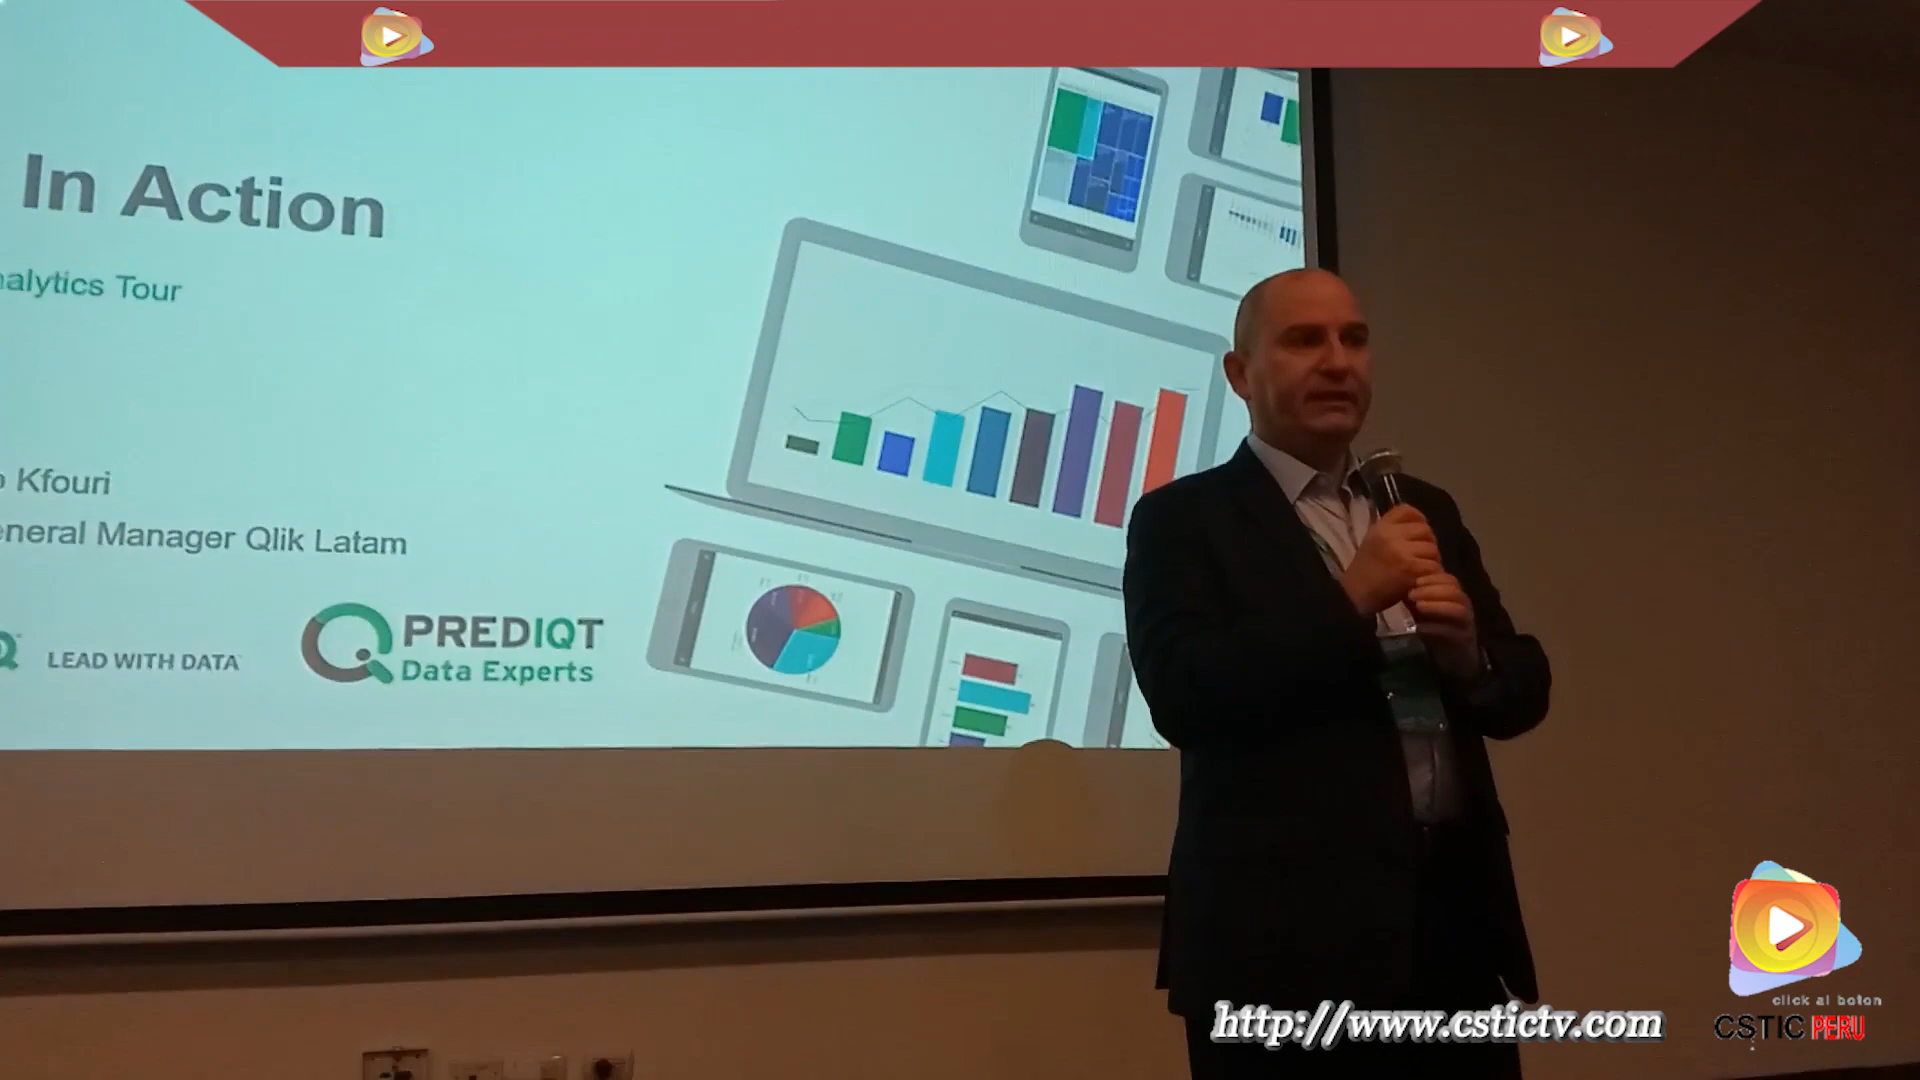 In Action
nalytics Tour
o Kfouri
eneral Manager Qlik Latam
LEAD WITH DATA
PREDIQT
Data Experts
http://www.cstictv.com
click al boton
CSTIC PERU